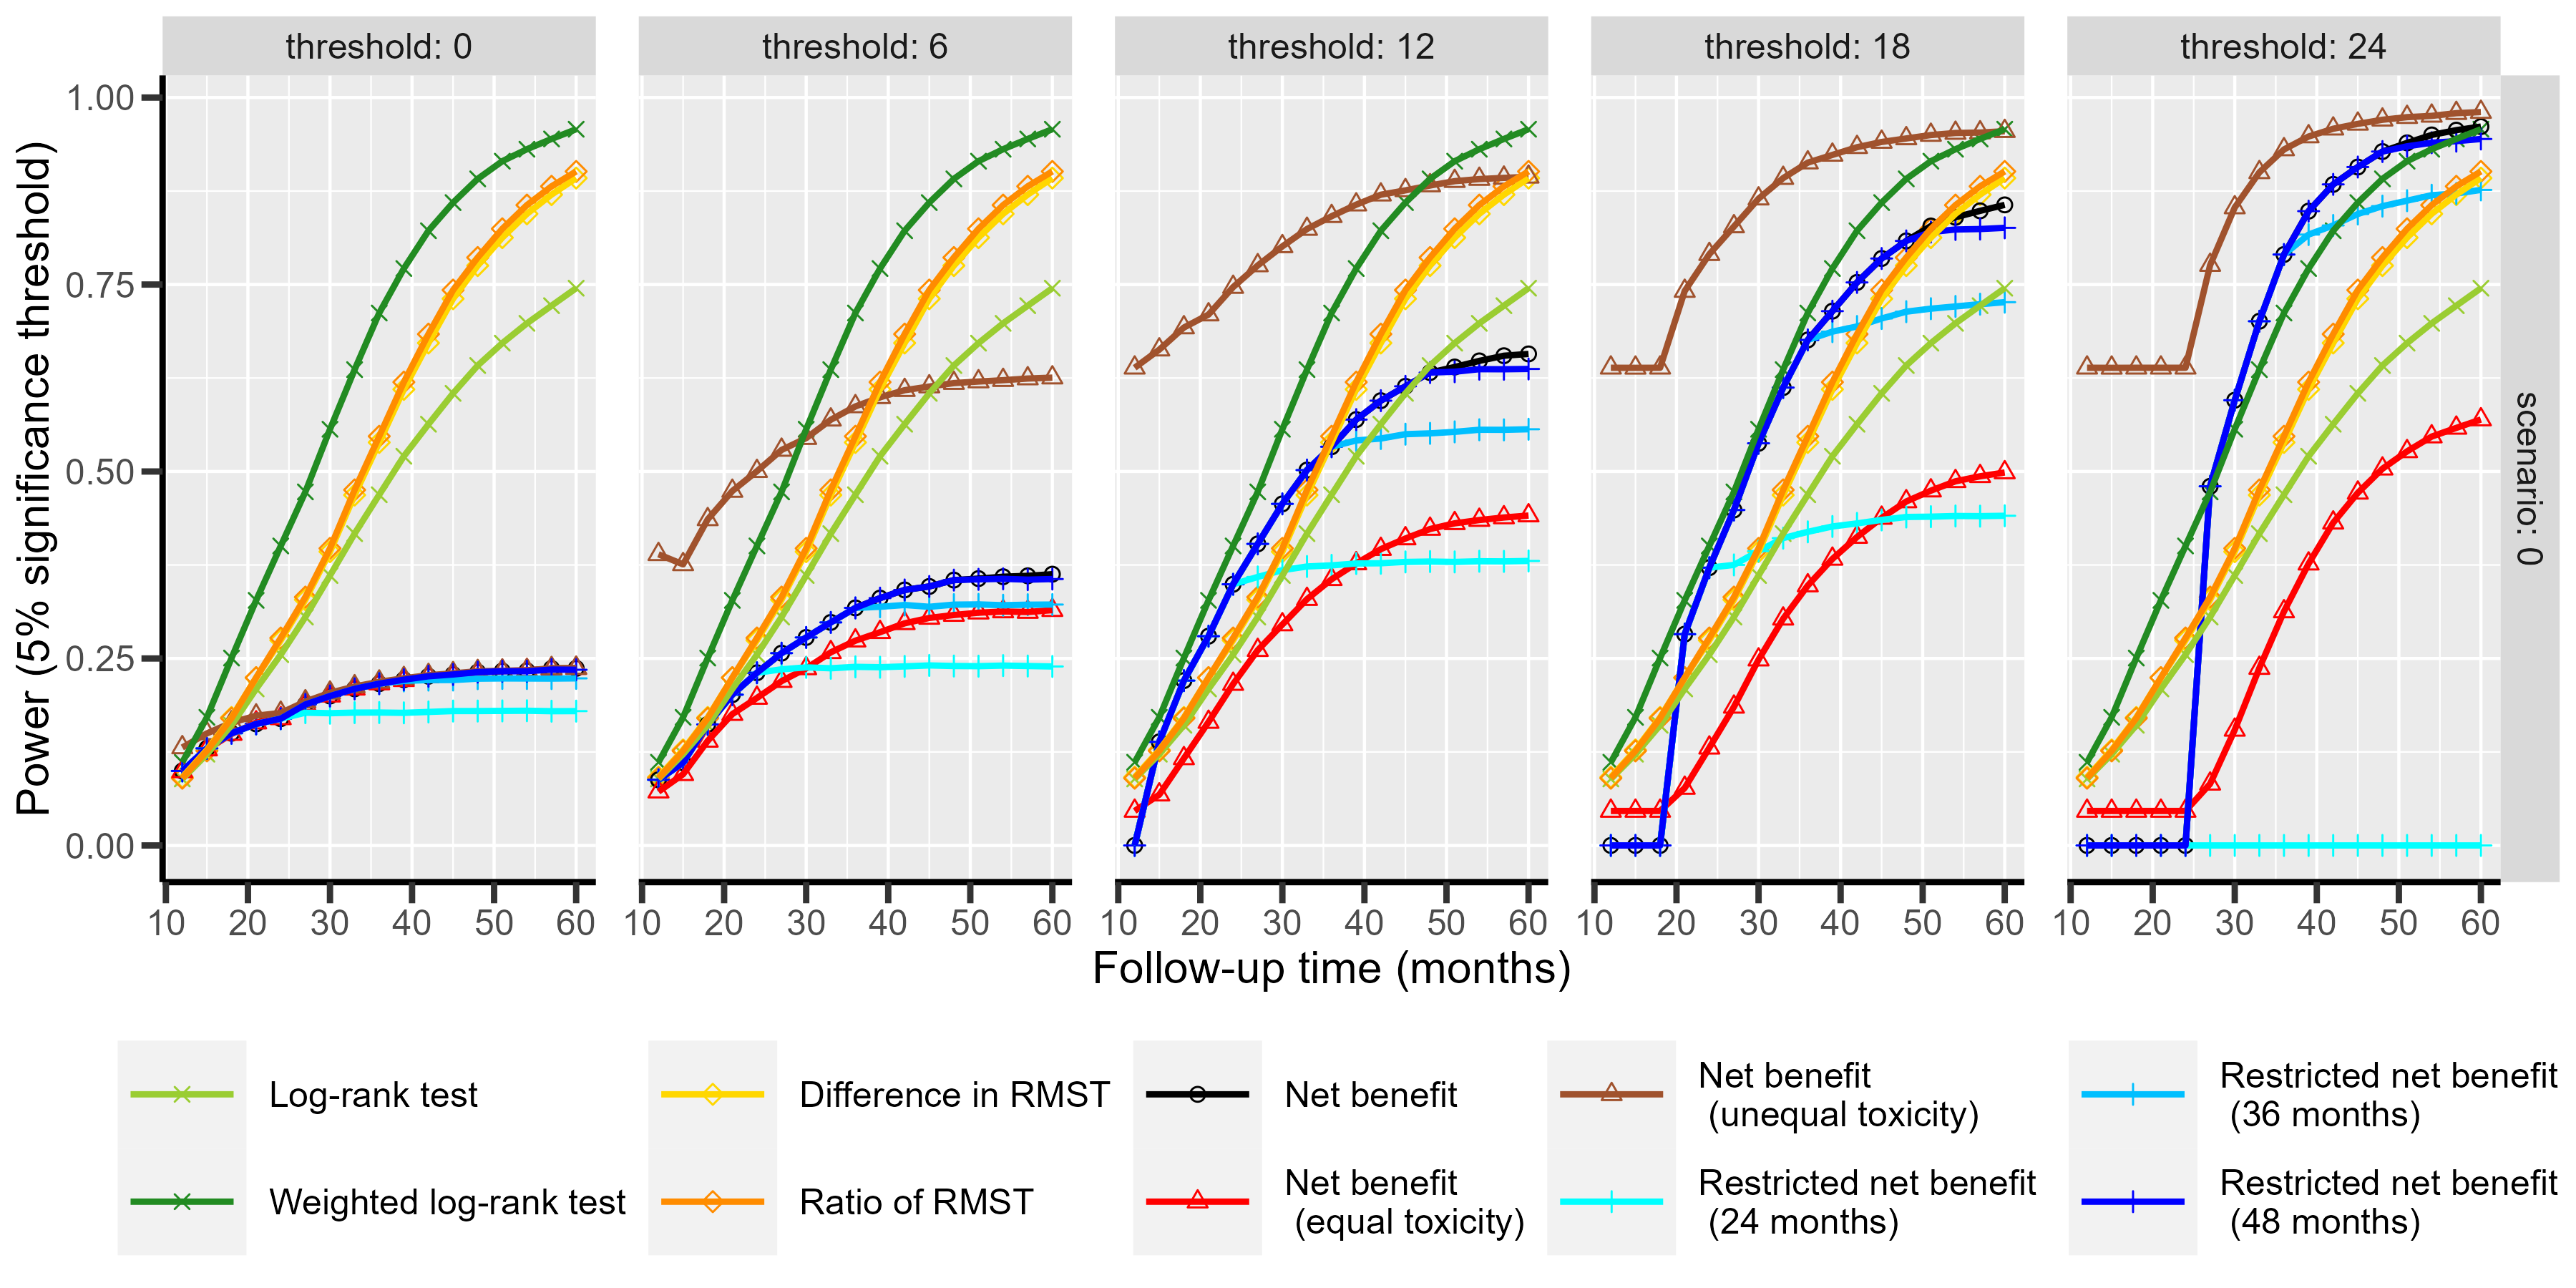 threshold: 0
threshold: 6
threshold: 12
threshold: 18
threshold: 24
Power (5% significance threshold)
1.00
0.75
0.50
0.25
0.00
scenario: 0
10 20 30 40 50 60
10 20 30 40 50 60
10 20 30 40 50 60
10 20 30 40 50 60
10 20 30 40 50 60
Follow-up time (months)
Log-rank test
Weighted log-rank test
Difference in RMST
Ratio of RMST
Net benefit
Net benefit
(equal toxicity)
Net benefit
(unequal toxicity)
Restricted net benefit
(24 months)
Restricted net benefit
(36 months)
Restricted net benefit
(48 months)